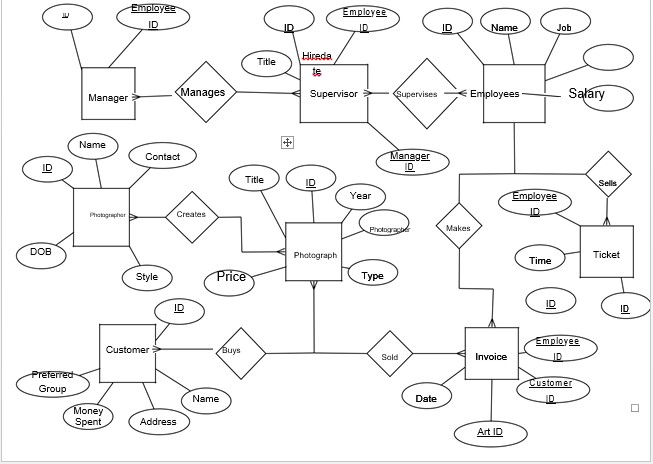 ID
Employee
ID
ID
Employee
ID
ID
Name
Job
Title
Hireda
te
Salary
Manager
Manages
Supervisor
Supervises
Employees
Manager
ID
Name
ID
Contact
Photographer
Creates
DOB
Style
Title
ID
Year
Photographer
Photograph
Price
Type
Makes
Sells
Employee
ID
Time
Ticket
ID
ID
ID
Customer
Buys
Sold
Invoice
Employee
ID
Customer
ID
Date
Art ID
Preferred
Group
Money
Spent
Address
Name